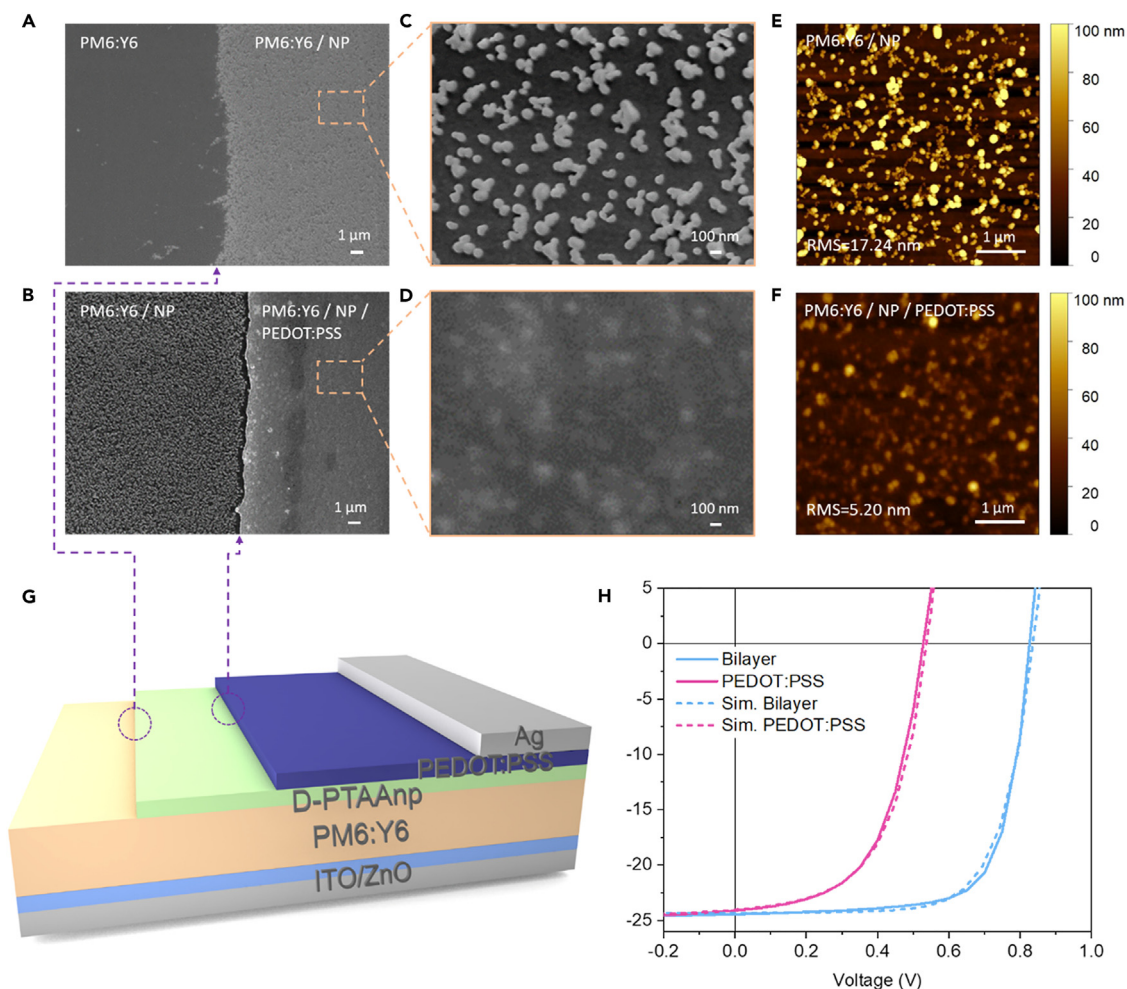 A
PM6:Y6
PM6:Y6 / NP
1 μm
C
100 nm
E
PM6:Y6 / NP
RMS=17.24 nm
1 μm
100 nm
80
60
40
20
0
B
PM6:Y6 / NP
PM6:Y6 / NP /
PEDOT:PSS
1 μm
D
100 nm
F
PM6:Y6 / NP / PEDOT:PSS
RMS=5.20 nm
1 μm
100 nm
80
60
40
20
0
G
Ag
PEDOT:PSS
D-PTAAnp
PM6:Y6
ITO/ZnO
H
5
0
-5
-10
-15
-20
-25
Bilayer
PEDOT:PSS
Sim. Bilayer
Sim. PEDOT:PSS
-0.2
0.0
0.2
0.4
0.6
0.8
1.0
Voltage (V)